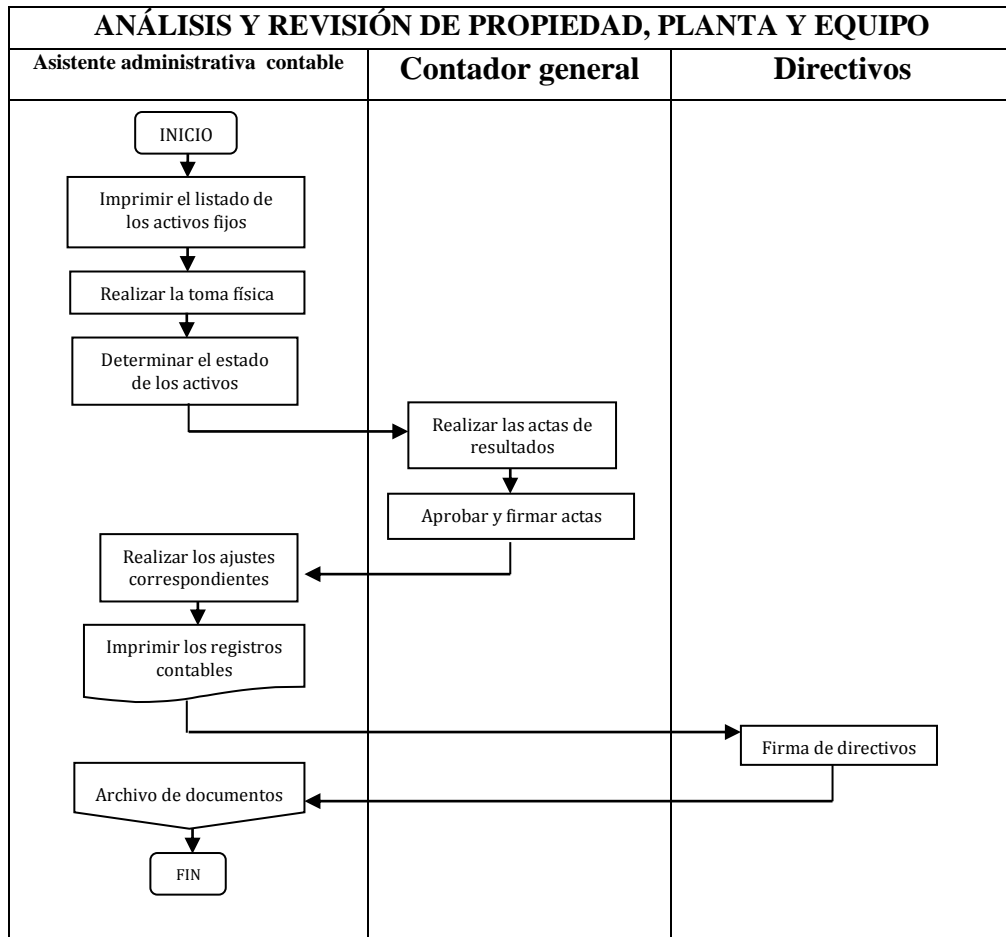 ANÁLISIS Y REVISIÓN DE PROPIEDAD, PLANTA Y EQUIPO
Asistente administrativa contable
Contador general
Directivos
INICIO
Imprimir el listado de
los activos fijos
Realizar la toma física
Determinar el estado
de los activos
Realizar las actas de
resultados
Aprobar y firmar actas
Realizar los ajustes
correspondientes
Imprimir los registros
contables
Firma de directivos
Archivo de documentos
FIN